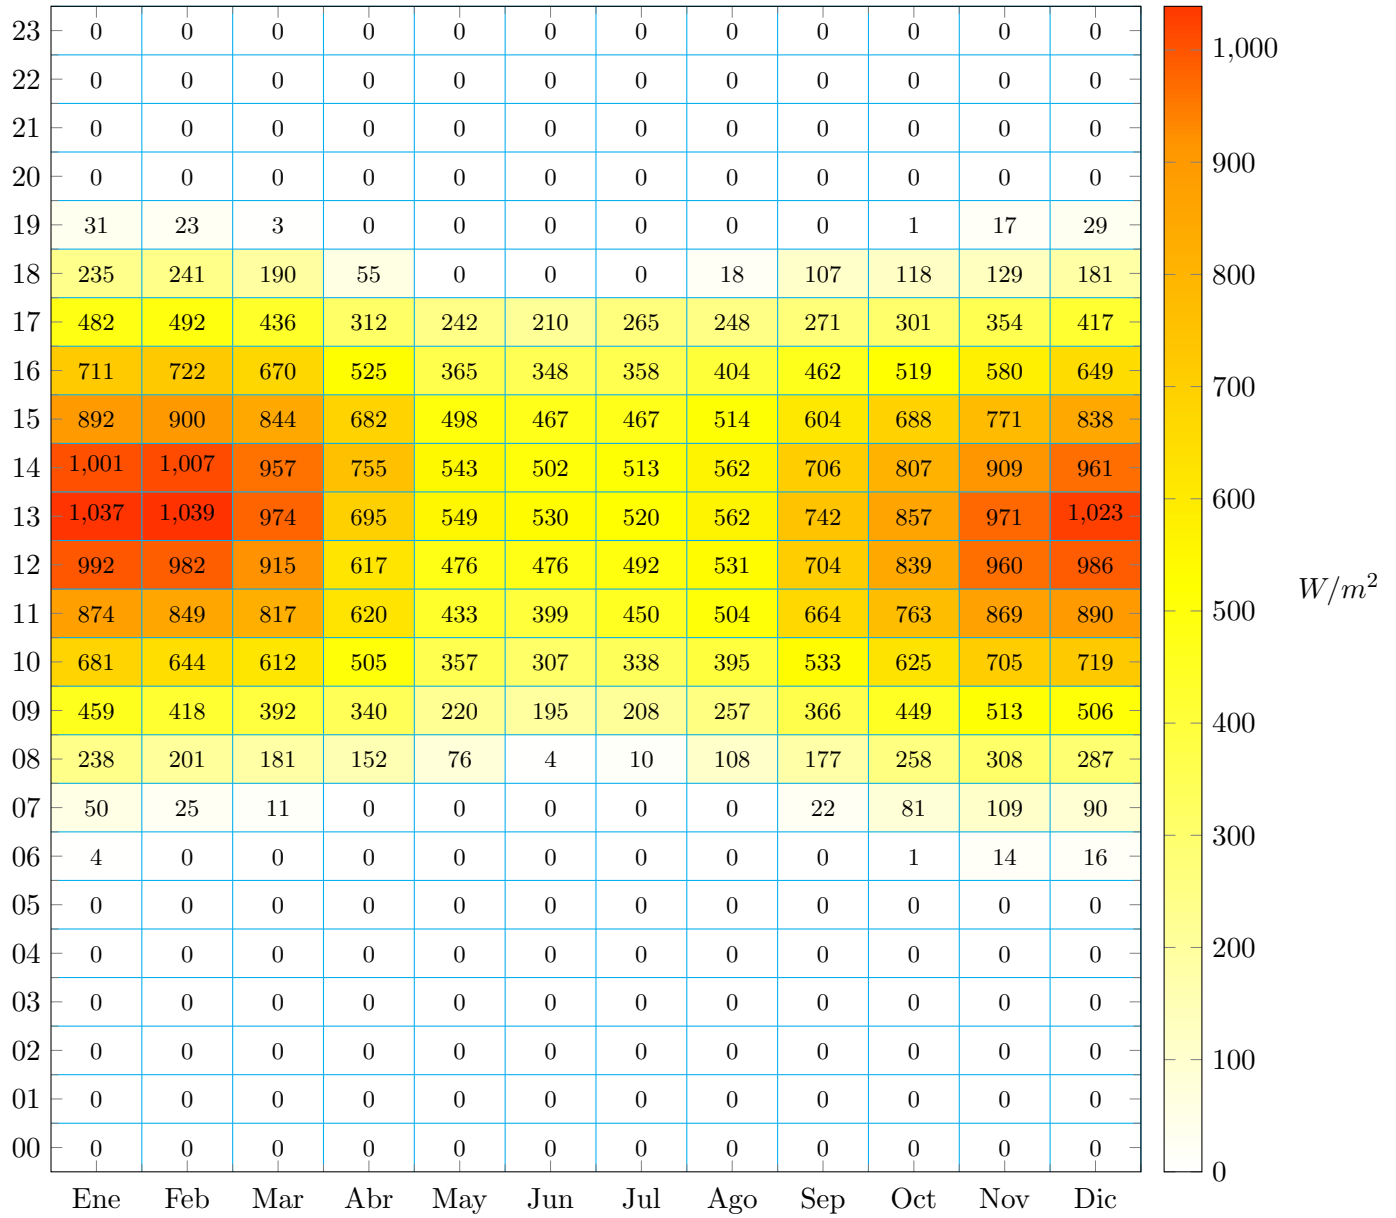 23 0 0 0 0 0 0 0 0 0 0 0 0
22 0 0 0 0 0 0 0 0 0 0 0 0
21 0 0 0 0 0 0 0 0 0 0 0 0
20 0 0 0 0 0 0 0 0 0 0 0 0
19 31 23 3 0 0 0 0 0 0 1 17 29
18 235 241 190 55 0 0 0 18 107 118 129 181
17 482 492 436 312 242 210 265 248 271 301 354 417
16 711 722 670 525 365 348 358 404 462 519 580 649
15 892 900 844 682 498 467 467 514 604 688 771 838
14 1,001 1,007 957 755 543 502 513 562 706 807 909 961
13 1,037 1,039 974 695 549 530 520 562 742 857 971 1,023
12 992 982 915 617 476 476 492 531 704 839 960 986
11 874 849 817 620 433 399 450 504 664 763 869 890
10 681 644 612 505 357 307 338 395 533 625 705 719
09 459 418 392 340 220 195 208 257 366 449 513 506
08 238 201 181 152 76 4 10 108 177 258 308 287
07 50 25 11 0 0 0 0 0 22 81 109 90
06 4 0 0 0 0 0 0 0 0 1 14 16
05 0 0 0 0 0 0 0 0 0 0 0 0
04 0 0 0 0 0 0 0 0 0 0 0 0
03 0 0 0 0 0 0 0 0 0 0 0 0
02 0 0 0 0 0 0 0 0 0 0 0 0
01 0 0 0 0 0 0 0 0 0 0 0 0
00 0 0 0 0 0 0 0 0 0 0 0 0
Ene Feb Mar Abr May Jun Jul Ago Sep Oct Nov Dic
1,000
900
800
700
600
500
400
300
200
100
0
W/m²